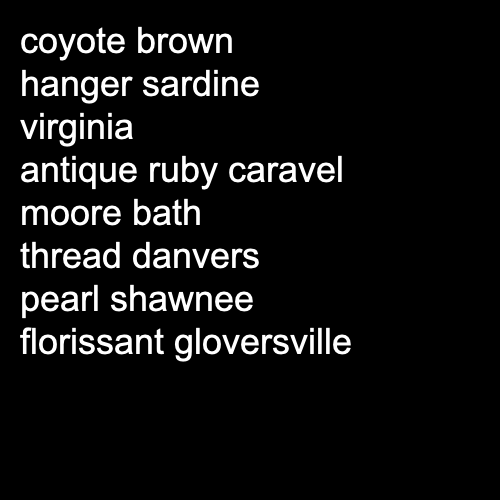 coyote brown
hanger sardine
virginia
antique ruby caravel
moore bath
thread danvers
pearl shawnee
florissant gloversville